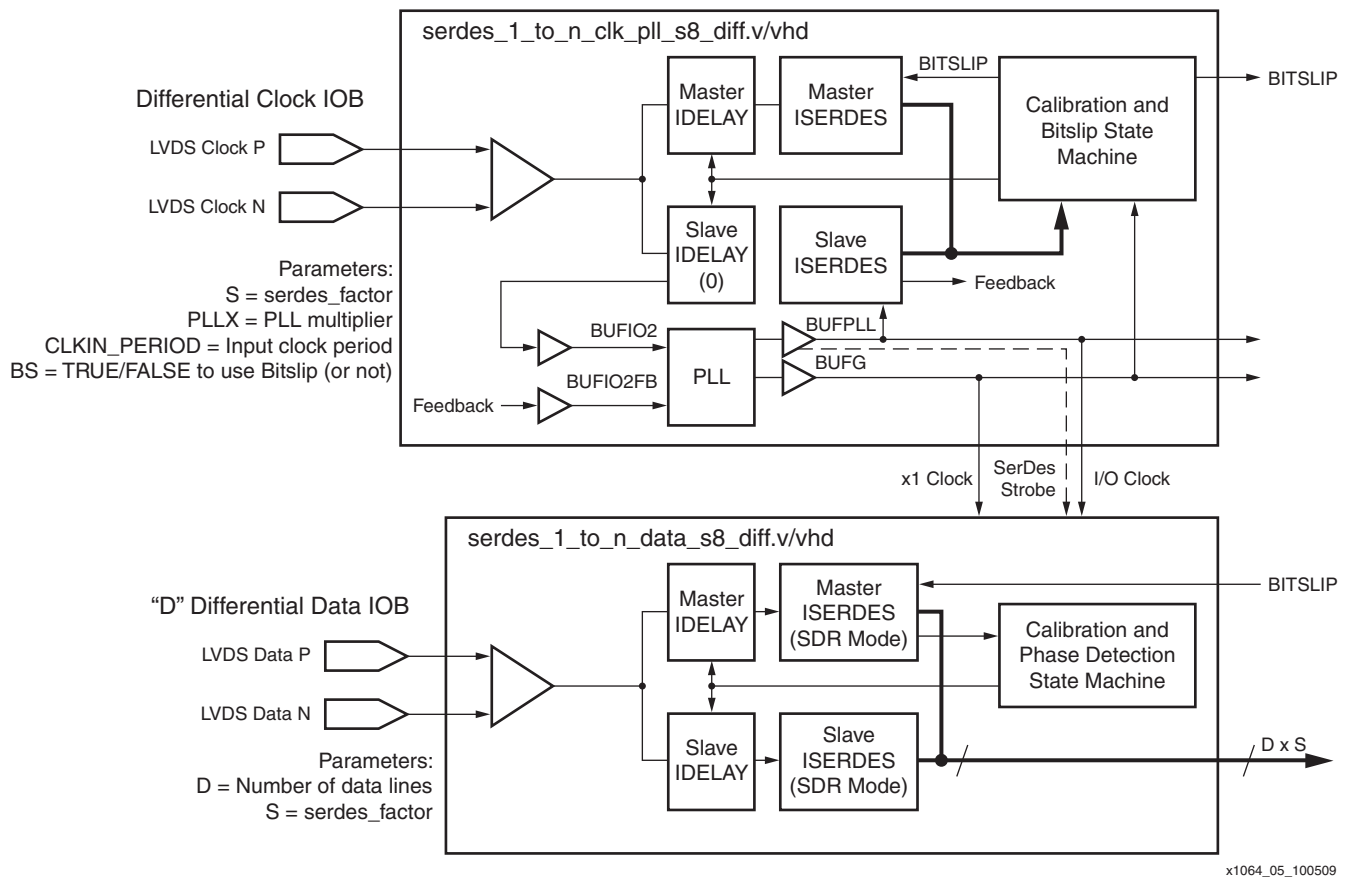 serdes_1_to_n_clk_pll_s8_diff.v/vhd
Differential Clock IOB
LVDS Clock P
LVDS Clock N
Parameters:
S = serdes_factor
PLLX = PLL multiplier
CLKIN_PERIOD = Input clock period
BS = TRUE/FALSE to use Bitslip (or not)
Master
IDELAY
Master
ISERDES
BITSLIP
Calibration and
Bitslip State
Machine
BITSLIP
Slave
IDELAY
(0)
Slave
ISERDES
Feedback
BUFIO2
BUFIO2FB
Feedback
PLL
BUFPLL
BUFG
x1 Clock
SerDes
Strobe
I/O Clock
serdes_1_to_n_data_s8_diff.v/vhd
"D" Differential Data IOB
LVDS Data P
LVDS Data N
Parameters:
D = Number of data lines
S = serdes_factor
Master
IDELAY
Master
ISERDES
(SDR Mode)
BITSLIP
Calibration and
Phase Detection
State Machine
Slave
IDELAY
Slave
ISERDES
(SDR Mode)
D x S
x1064_05_100509